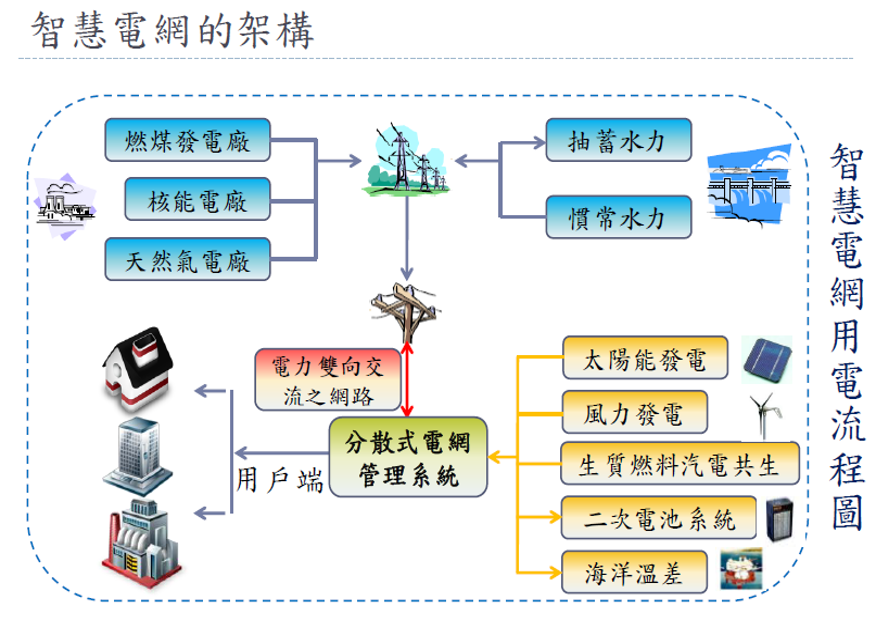 智慧電網的架構
燃煤發電廠
核能電廠
天然氣電廠
抽蓄水力
慣常水力
智慧電網用電流程圖
電力雙向交
流之網路
分散式電網
管理系統
用戶端
太陽能發電
風力發電
生質燃料汽電共生
二次電池系統
海洋溫差